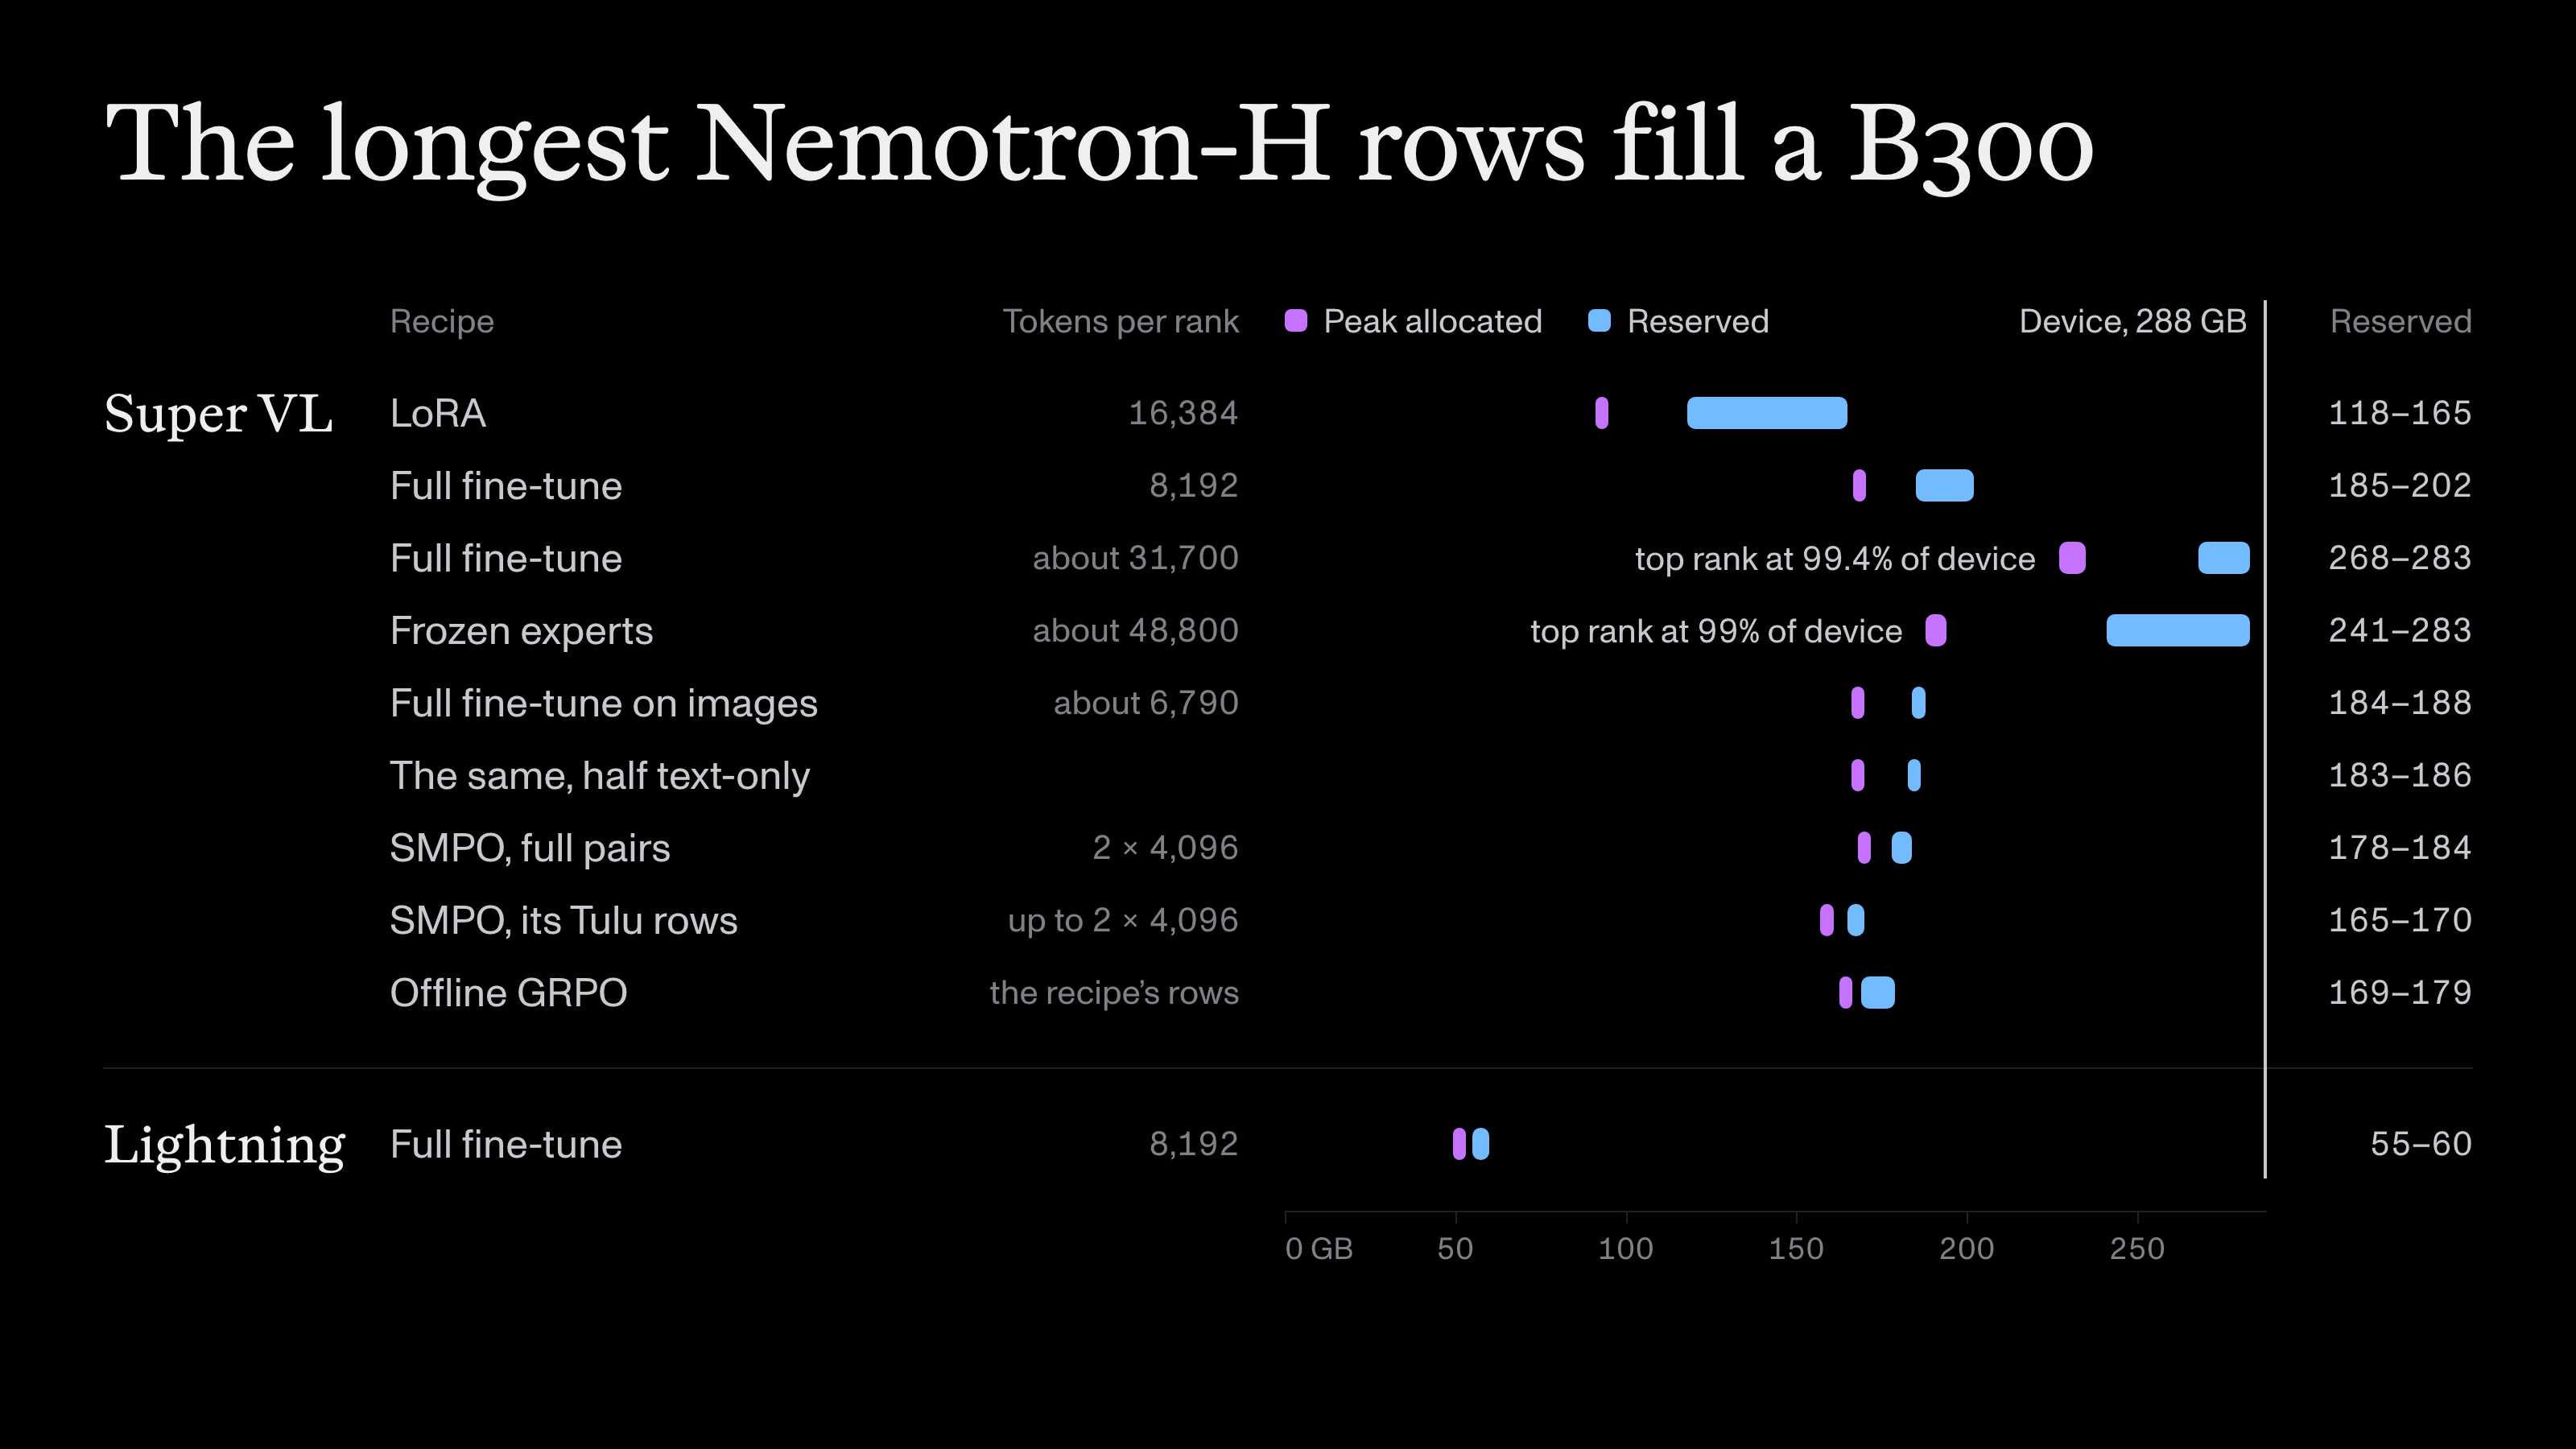 The longest Nemotron-H rows fill a B300
Recipe Tokens per rank Peak allocated Reserved Device, 288 GB Reserved
Super VL LoRA 16,384 118–165
Full fine-tune 8,192 185–202
Full fine-tune about 31,700 top rank at 99.4% of device 268–283
Frozen experts about 48,800 top rank at 99% of device 241–283
Full fine-tune on images about 6,790 184–188
The same, half text-only 183–186
SMPO, full pairs 2 × 4,096 178–184
SMPO, its Tulu rows up to 2 × 4,096 165–170
Offline GRPO the recipe’s rows 169–179
Lightning Full fine-tune 8,192 55–60
0 GB 50 100 150 200 250